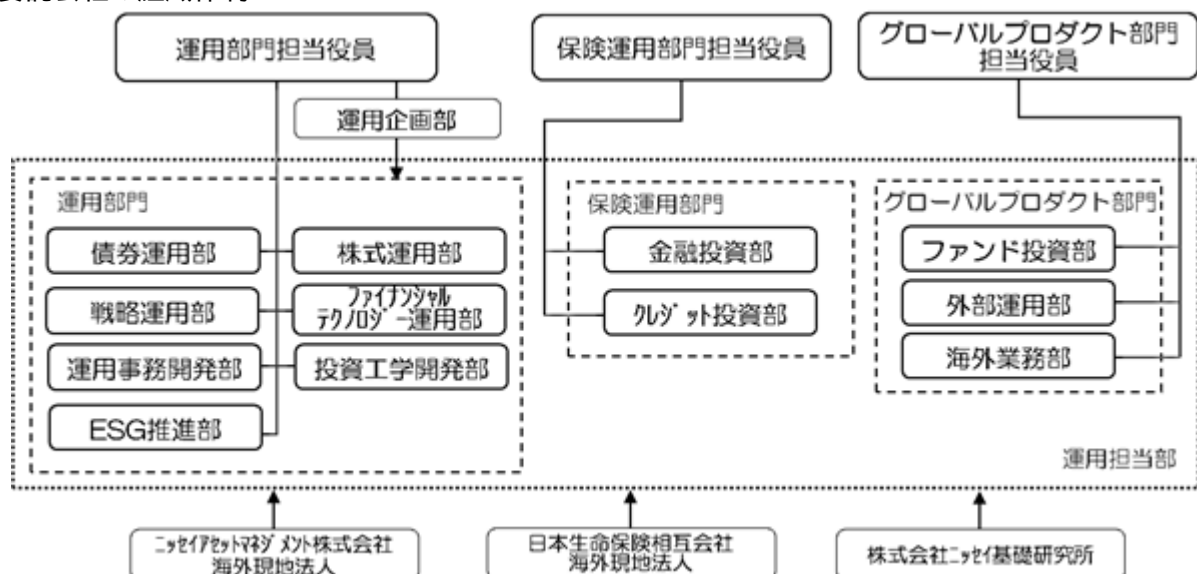 運用部門担当役員
保険運用部門担当役員
グローバルプロダクト部門
担当役員
運用企画部
運用部門
債券運用部
株式運用部
戦略運用部
ファイナンシャル
テクノロジー運用部
運用事務開発部
投資工学開発部
ESG推進部
保険運用部門
金融投資部
クレジット投資部
グローバルプロダクト部門
ファンド投資部
外部運用部
海外業務部
運用担当部
ニッセイアセットマネジメント株式会社
海外現地法人
日本生命保険相互会社
海外現地法人
株式会社ニッセイ基礎研究所